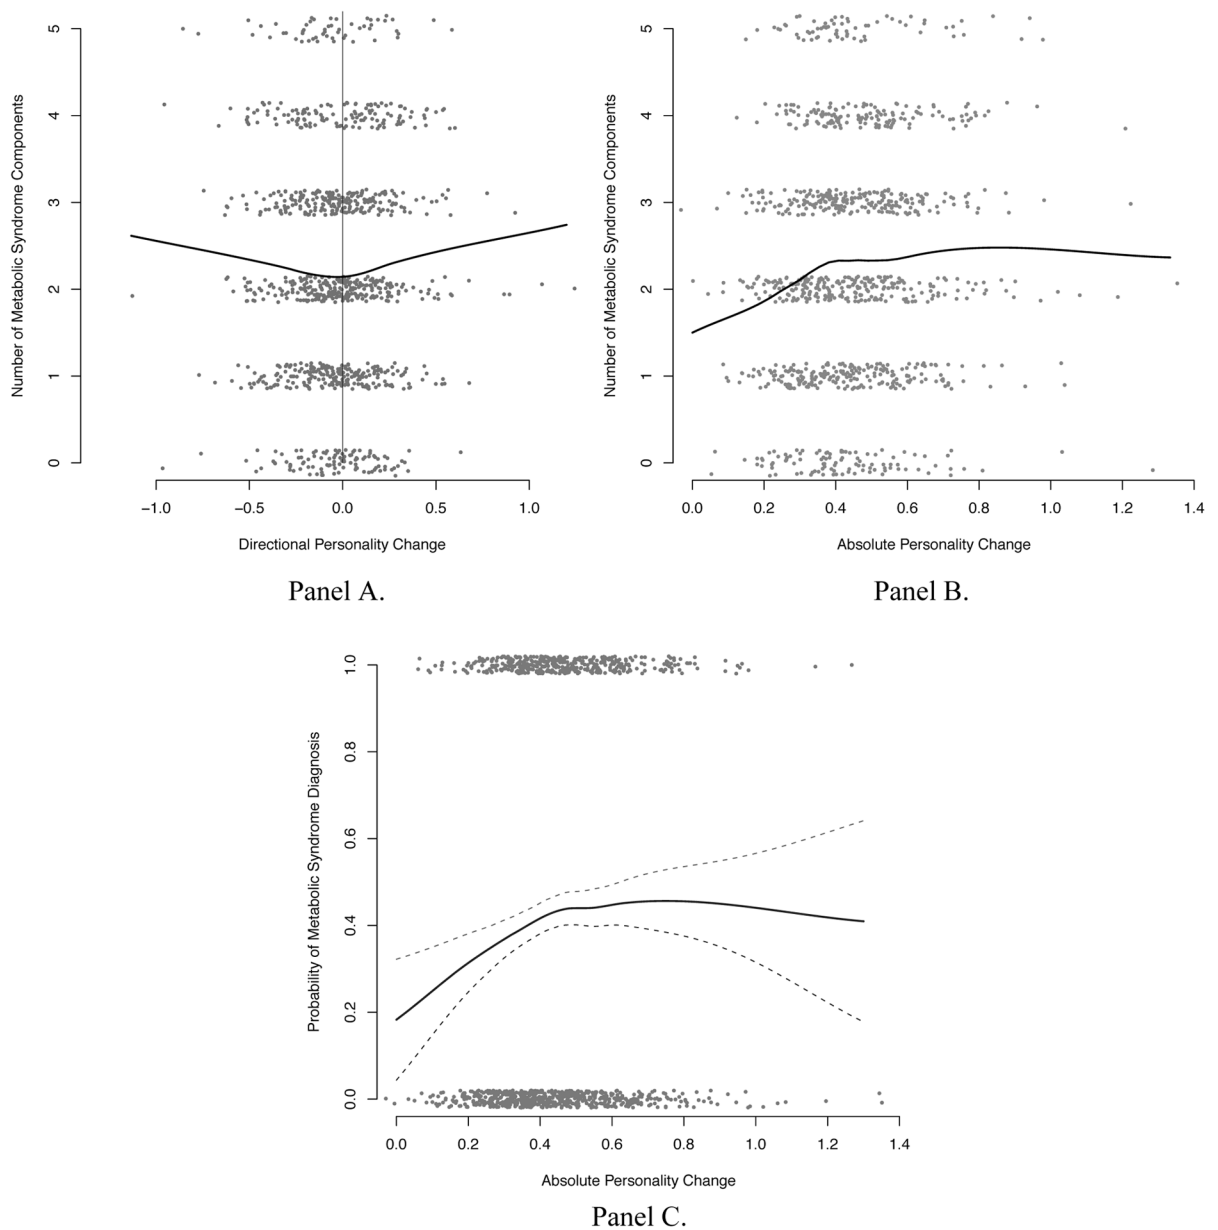 Number of Metabolic Syndrome Components
5
4
3
2
1
0
−1.0 −0.5 0.0 0.5 1.0
Directional Personality Change
Panel A.
Number of Metabolic Syndrome Components
5
4
3
2
1
0
0.0 0.2 0.4 0.6 0.8 1.0 1.2 1.4
Absolute Personality Change
Panel B.
Probability of Metabolic Syndrome Diagnosis
1.0
0.8
0.6
0.4
0.2
0.0
0.0 0.2 0.4 0.6 0.8 1.0 1.2 1.4
Absolute Personality Change
Panel C.